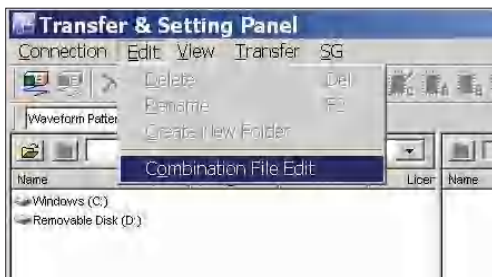 Transfer & Setting Panel
Connection Edit View Transfer SG
Delete Del
Rename F2
Create New Folder
Waveform Patter
Combination File Edit
Name Licen Name
Windows (C:)
Removable Disk (D:)